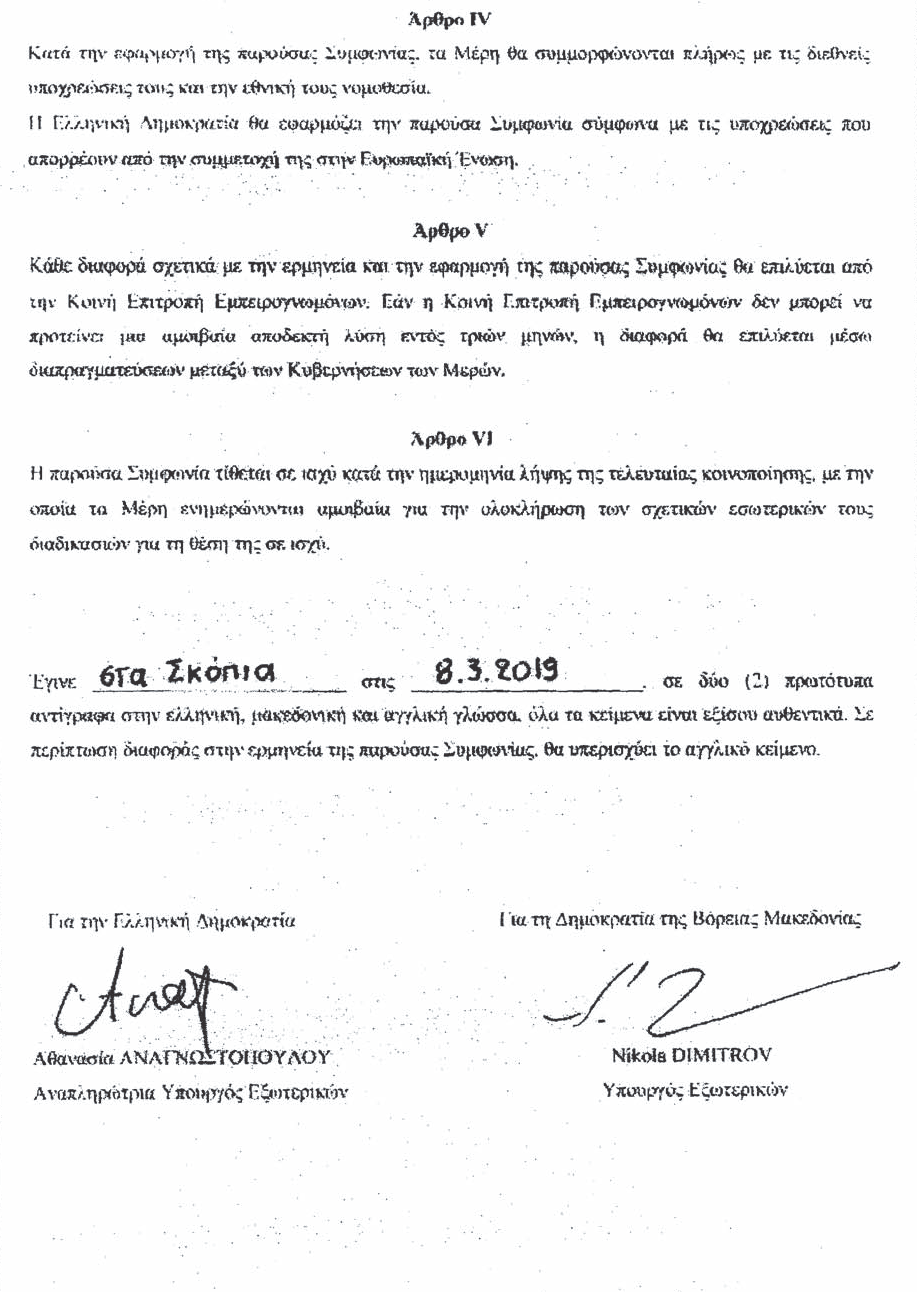 Άρθρο IV
Κατά την εφαρμογή της παρούσας Συμφωνίας, τα Μέρη θα συμμορφώνονται πλήρως με τις διεθνείς
υποχρεώσεις τους και την εθνική τους νομοθεσία.
Η Ελληνική Δημοκρατία θα εφαρμόζει την παρούσα Συμφωνία σύμφωνα με τις υποχρεώσεις που
απορρέουν από την συμμετοχή της στην Ευρωπαϊκή Ένωση.
Άρθρο V
Κάθε διαφορά σχετικά με την ερμηνεία και την εφαρμογή της παρούσας Συμφωνίας θα επιλύεται από
την Κοινή Επιτροπή Εμπειρογνωμόνων. Εάν η Κοινή Επιτροπή Εμπειρογνωμόνων δεν μπορεί να
προτείνει μια αμοιβαία αποδεκτή λύση εντός τριών μηνών, η διαφορά θα επιλύεται μέσω
διαπραγματεύσεων μεταξύ των Κυβερνήσεων των Μερών.
Άρθρο VI
Η παρούσα Συμφωνία τίθεται σε ισχύ κατά την ημερομηνία λήψης της τελευταίας κοινοποίησης, με την
οποία τα Μέρη ενημερώνονται αμοιβαία για την ολοκλήρωση των σχετικών εσωτερικών τους
διαδικασιών για τη θέση της σε ισχύ.
Έγινε στα Σκόπια στις 8.3.2019, σε δύο (2) πρωτότυπα
αντίγραφα στην ελληνική, μακεδονική και αγγλική γλώσσα, όλα τα κείμενα είναι εξίσου αυθεντικά. Σε
περίπτωση διαφοράς στην ερμηνεία της παρούσας Συμφωνίας, θα υπερισχύει το αγγλικό κείμενο.
Για την Ελληνική Δημοκρατία
Για τη Δημοκρατία της Βόρειας Μακεδονίας
Αθανασία ΑΝΑΓΝΩΣΤΟΠΟΥΛΟΥ
Nikola DIMITROV
Αναπληρώτρια Υπουργός Εξωτερικών
Υπουργός Εξωτερικών